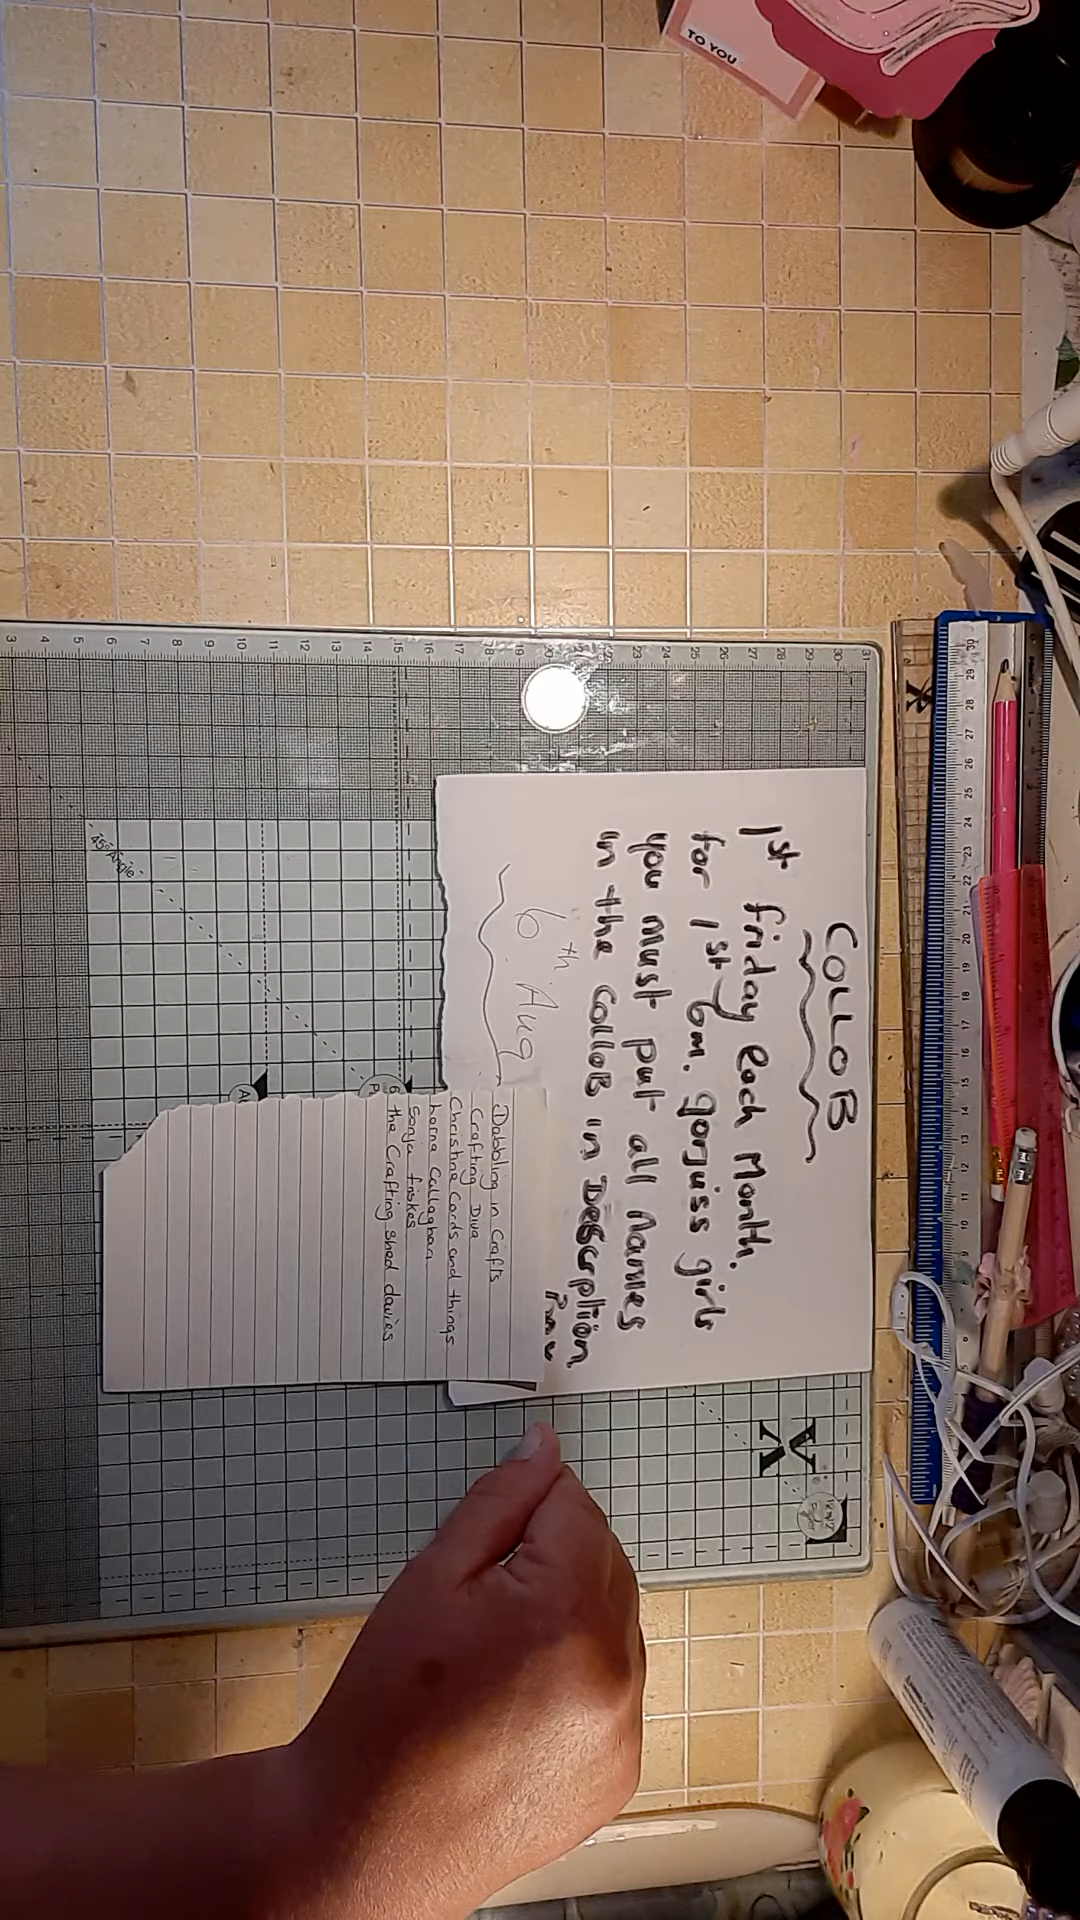 COLLOB
1st friday Each Month.
for 1st 6m. gorjuss girls
you must put all names
in the colloB in Description
6th Aug
Dabbling in Crafts
Crafting Diva
Christine Cards and things
Lorna Callaghan.
Sonja friskes
the Crafting Shed davies
TO YOU
45° Angle
X